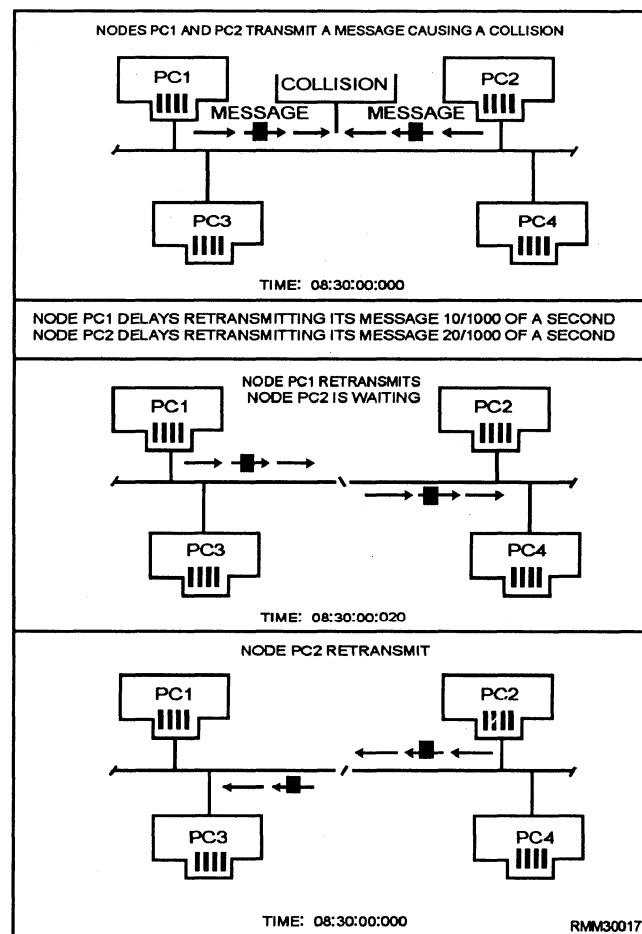 NODES PC1 AND PC2 TRANSMIT A MESSAGE CAUSING A COLLISION
PC1
COLLISION
PC2
MESSAGE
MESSAGE
PC3
PC4
TIME: 08:30:00:000
NODE PC1 DELAYS RETRANSMITTING ITS MESSAGE 10/1000 OF A SECOND
NODE PC2 DELAYS RETRANSMITTING ITS MESSAGE 20/1000 OF A SECOND
NODE PC1 RETRANSMITS
NODE PC2 IS WAITING
PC1
PC2
PC3
PC4
TIME: 08:30:00:020
NODE PC2 RETRANSMIT
PC1
PC2
PC3
PC4
TIME: 08:30:00:000
RMM30017